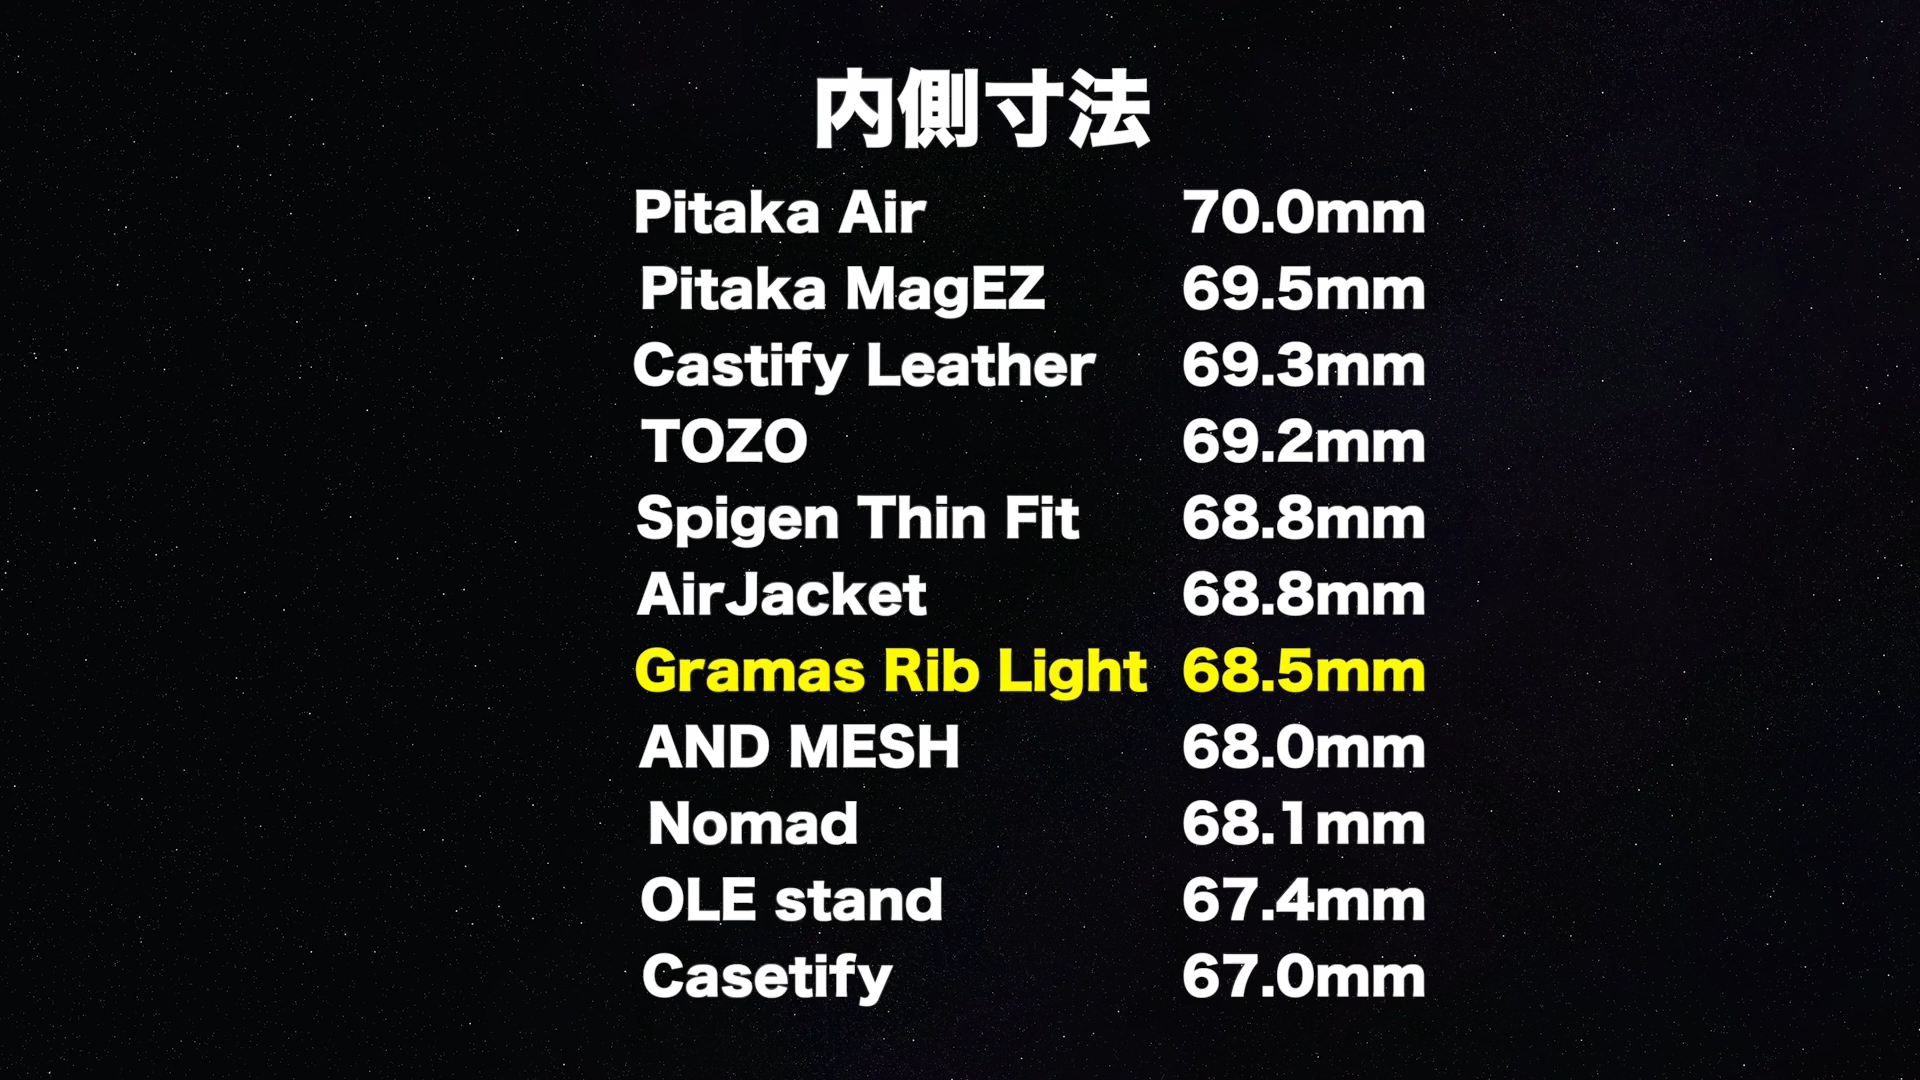 内側寸法
Pitaka Air 70.0mm
Pitaka MagEZ 69.5mm
Castify Leather 69.3mm
TOZO 69.2mm
Spigen Thin Fit 68.8mm
AirJacket 68.8mm
Gramas Rib Light 68.5mm
AND MESH 68.0mm
Nomad 68.1mm
OLE stand 67.4mm
Casetify 67.0mm